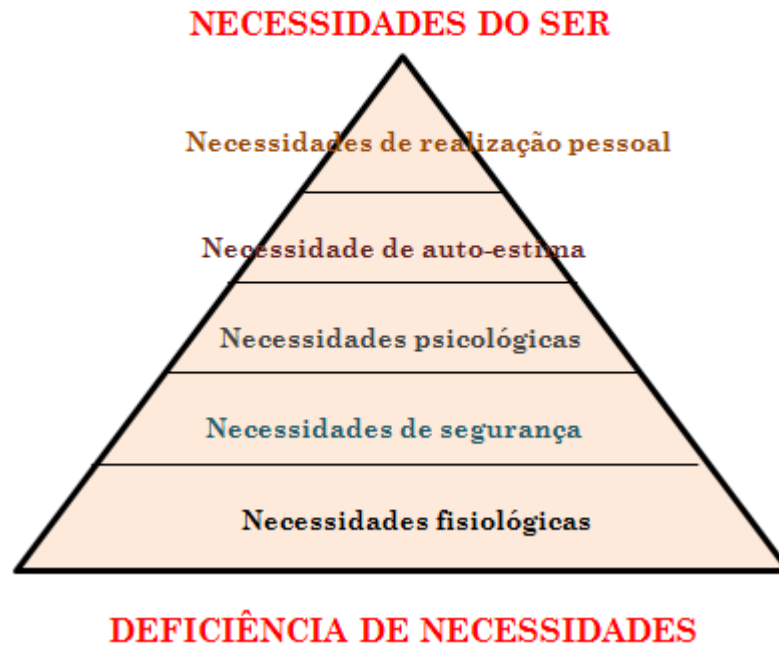 NECESSIDADES DO SER
Necessidades de realização pessoal
Necessidade de auto-estima
Necessidades psicológicas
Necessidades de segurança
Necessidades fisiológicas
DEFICIÊNCIA DE NECESSIDADES